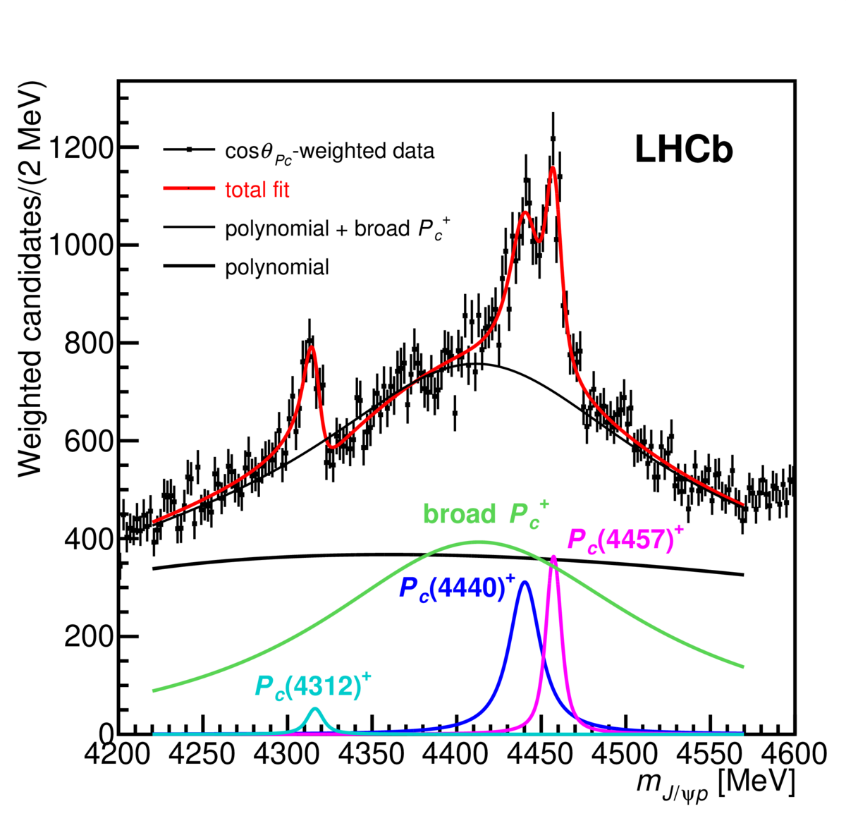 LHCb
cosθPc-weighted data
total fit
polynomial + broad Pc+
polynomial
Weighted candidates/(2 MeV)
1200
1000
800
600
400
200
0
broad Pc+
Pc(4457)+
Pc(4440)+
Pc(4312)+
4200 4250 4300 4350 4400 4450 4500 4550 4600
mJ/ψp [MeV]